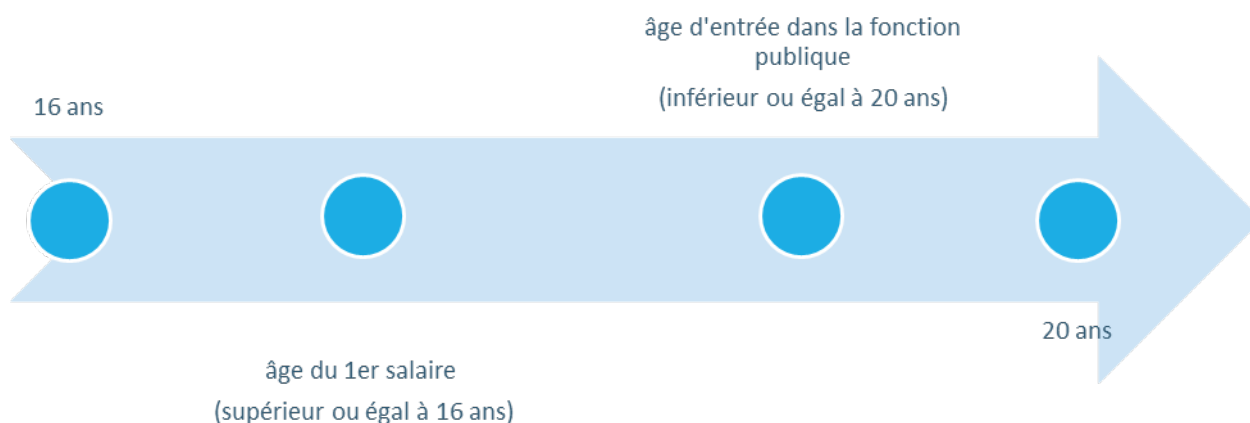 16 ans
âge du 1er salaire
(supérieur ou égal à 16 ans)
âge d'entrée dans la fonction
publique
(inférieur ou égal à 20 ans)
20 ans